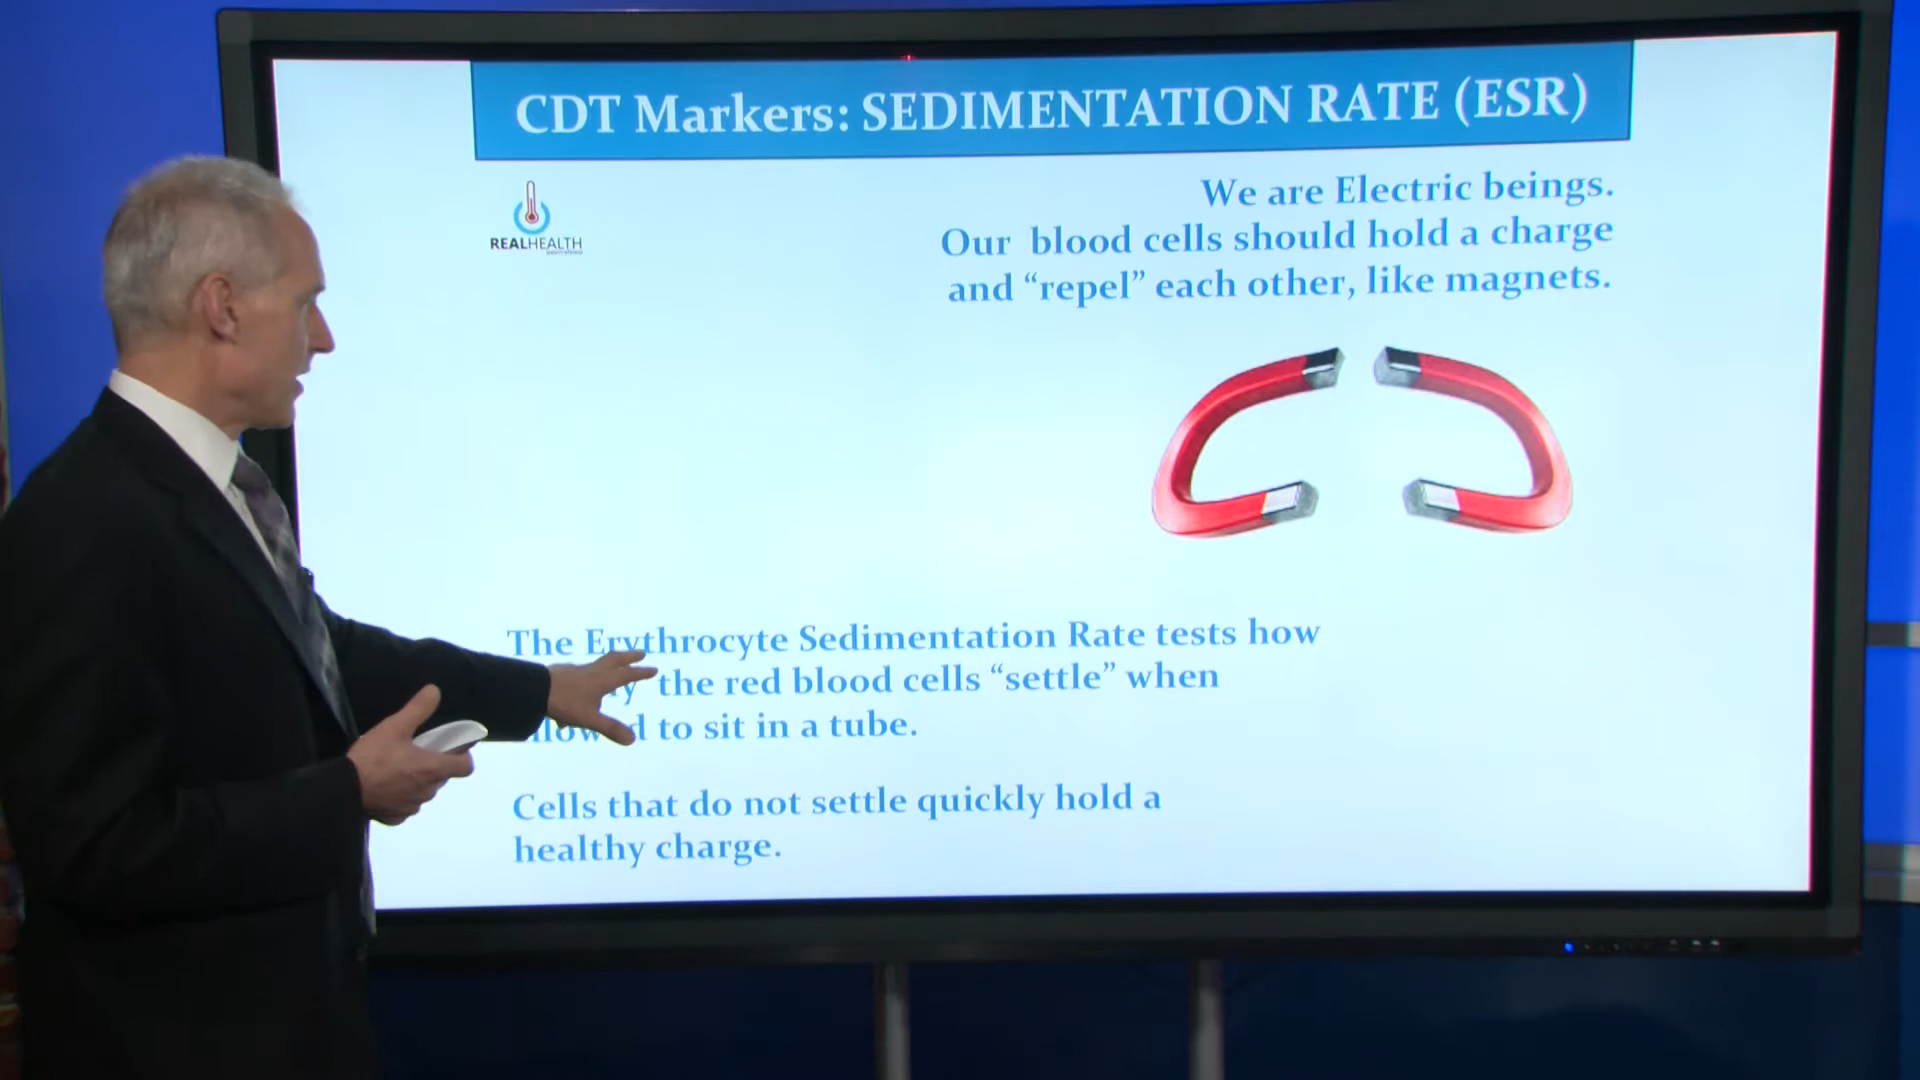 CDT Markers: SEDIMENTATION RATE (ESR)
REALHEALTH
We are Electric beings.
Our blood cells should hold a charge
and “repel” each other, like magnets.
The Erythrocyte Sedimentation Rate tests how
the red blood cells “settle” when
to sit in a tube.
Cells that do not settle quickly hold a
healthy charge.